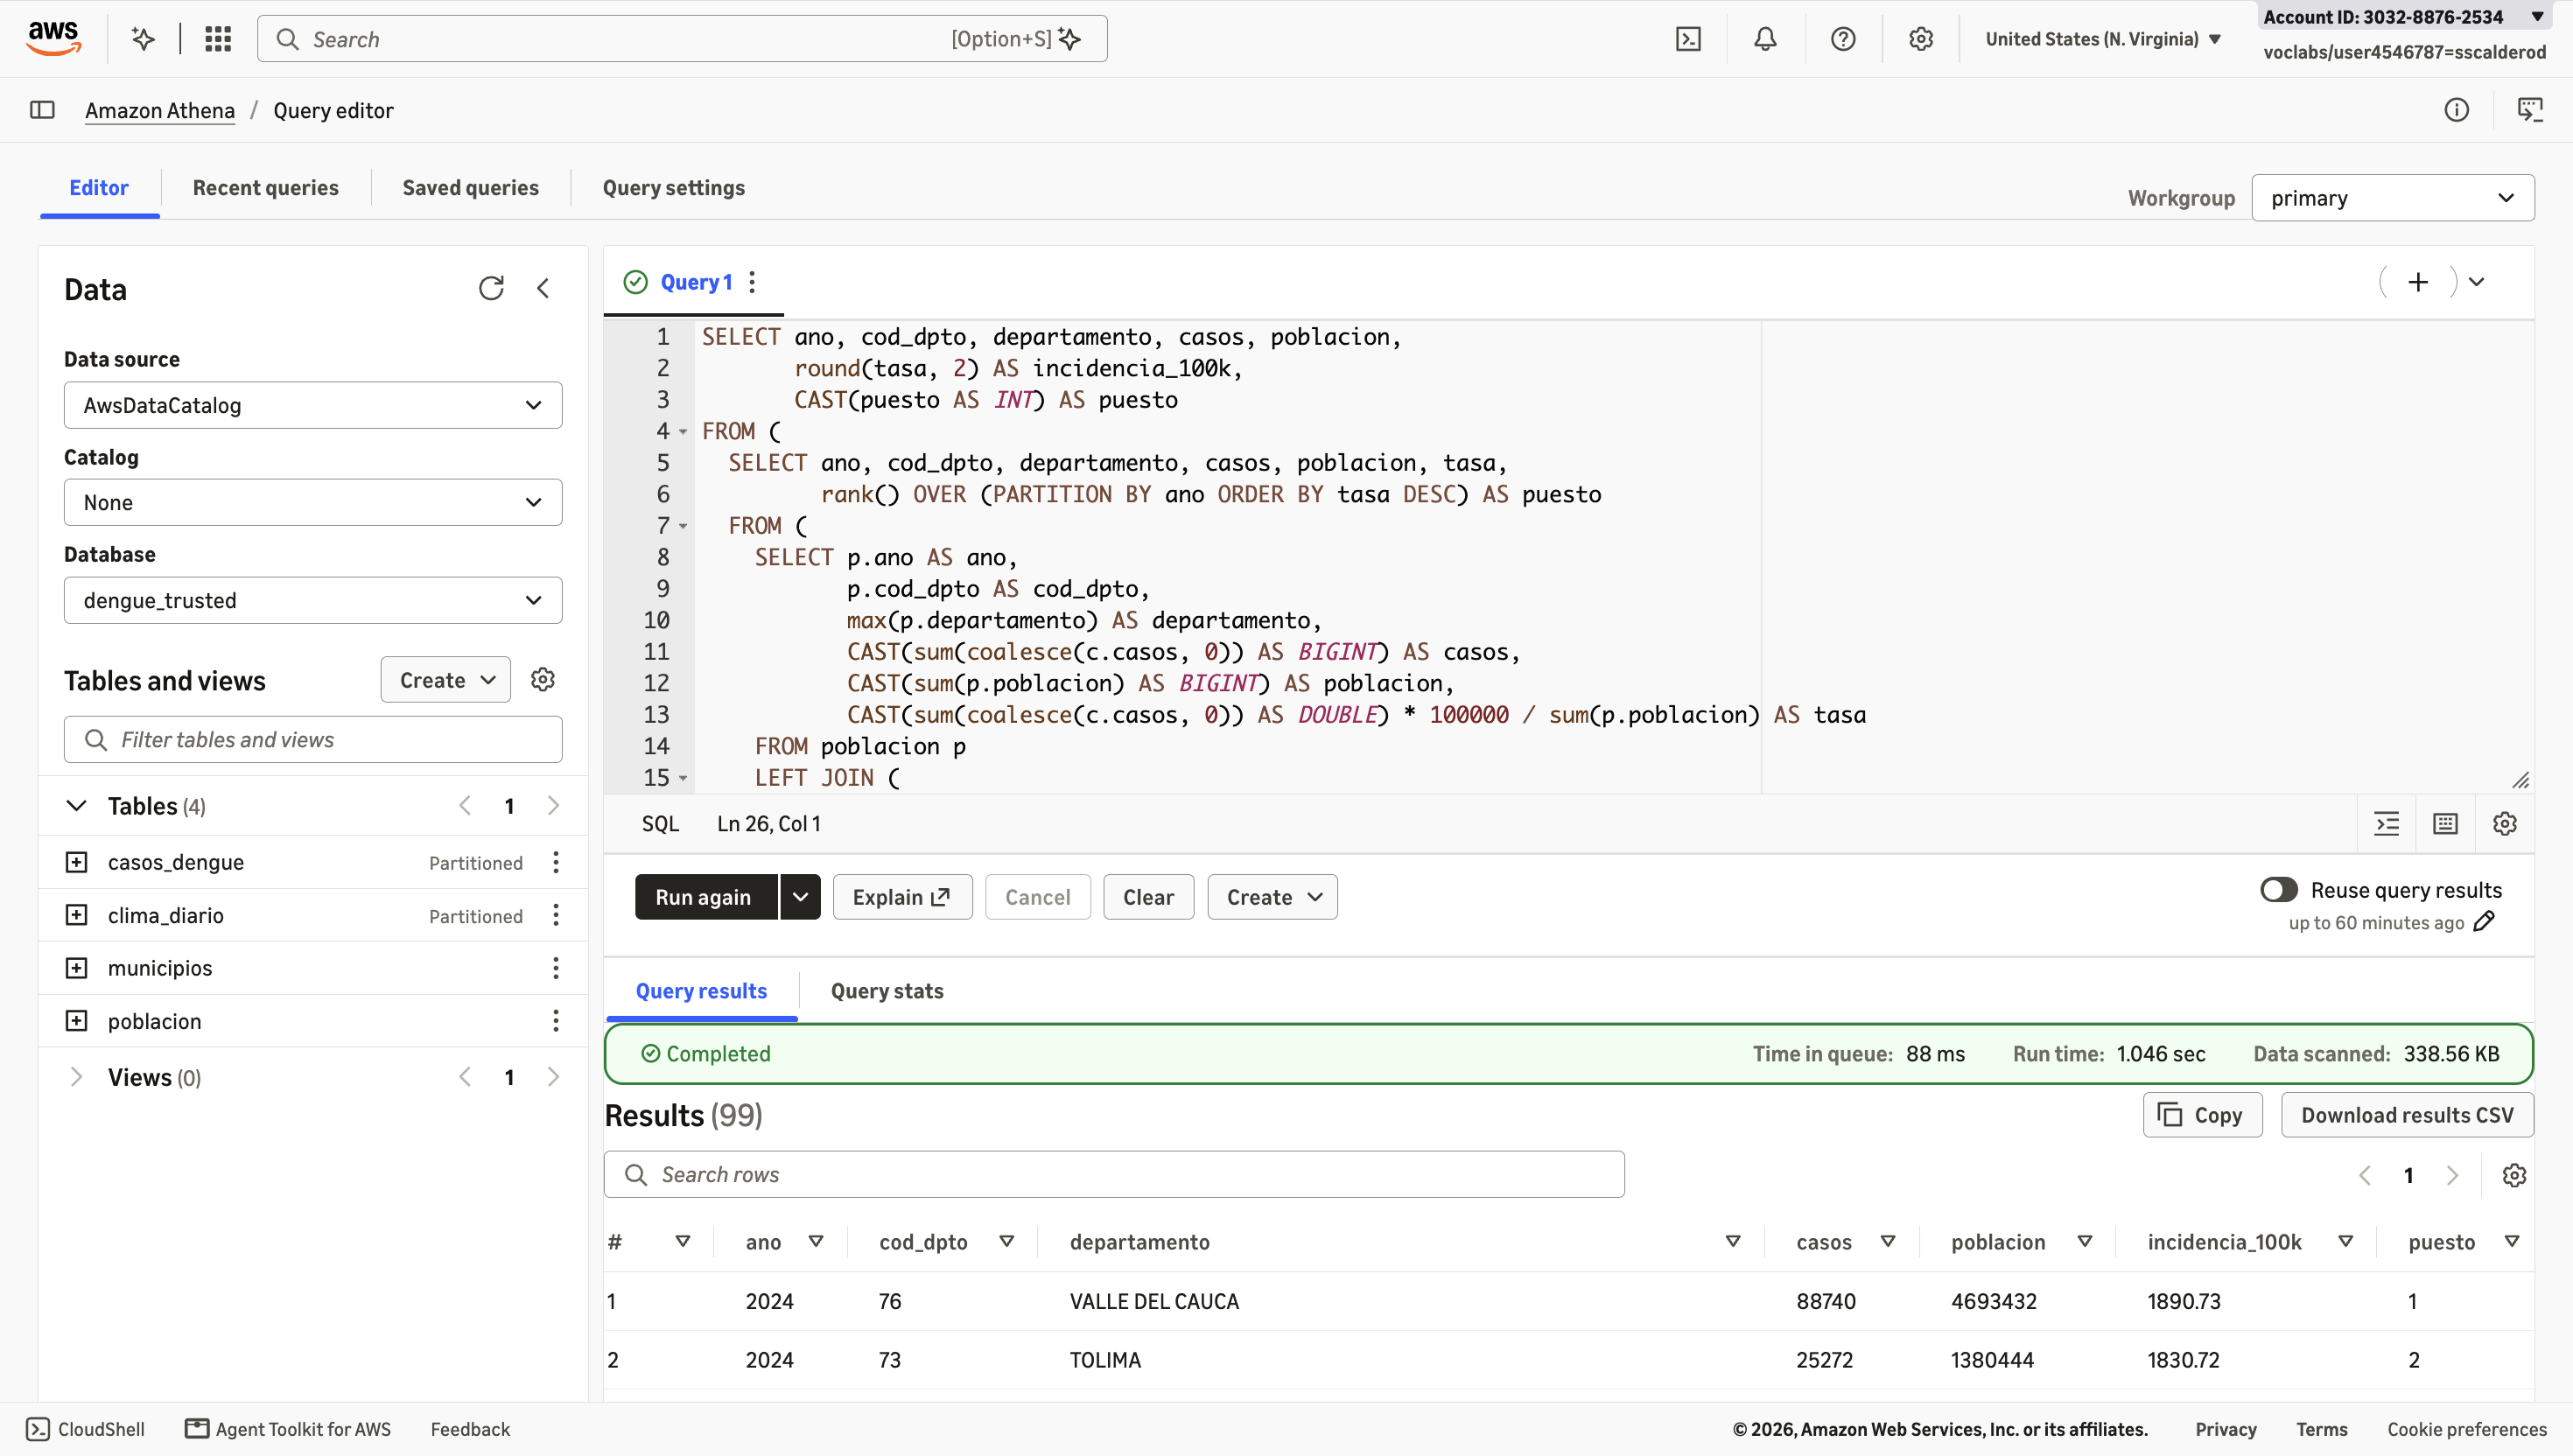 aws
Search
[Option+S]
United States (N. Virginia)
Account ID: 3032-8876-2534
voclabs/user4546787=sscalderod
Amazon Athena / Query editor
Editor
Recent queries
Saved queries
Query settings
Workgroup
primary
Data
Data source
AwsDataCatalog
Catalog
None
Database
dengue_trusted
Tables and views
Create
Filter tables and views
Tables (4)
1
casos_dengue
Partitioned
clima_diario
Partitioned
municipios
poblacion
Views (0)
1
Query 1
1 SELECT ano, cod_dpto, departamento, casos, poblacion,
2 round(tasa, 2) AS incidencia_100k,
3 CAST(puesto AS INT) AS puesto
4 FROM (
5 SELECT ano, cod_dpto, departamento, casos, poblacion, tasa,
6 rank() OVER (PARTITION BY ano ORDER BY tasa DESC) AS puesto
7 FROM (
8 SELECT p.ano AS ano,
9 p.cod_dpto AS cod_dpto,
10 max(p.departamento) AS departamento,
11 CAST(sum(coalesce(c.casos, 0)) AS BIGINT) AS casos,
12 CAST(sum(p.poblacion) AS BIGINT) AS poblacion,
13 CAST(sum(coalesce(c.casos, 0)) AS DOUBLE) * 100000 / sum(p.poblacion) AS tasa
14 FROM poblacion p
15 LEFT JOIN (
SQL
Ln 26, Col 1
Run again
Explain
Cancel
Clear
Create
Reuse query results
up to 60 minutes ago
Query results
Query stats
Completed
Time in queue: 88 ms
Run time: 1.046 sec
Data scanned: 338.56 KB
Results (99)
Copy
Download results CSV
Search rows
1
# ano cod_dpto departamento casos poblacion incidencia_100k puesto
1 2024 76 VALLE DEL CAUCA 88740 4693432 1890.73 1
2 2024 73 TOLIMA 25272 1380444 1830.72 2
CloudShell
Agent Toolkit for AWS
Feedback
© 2026, Amazon Web Services, Inc. or its affiliates.
Privacy
Terms
Cookie preferences